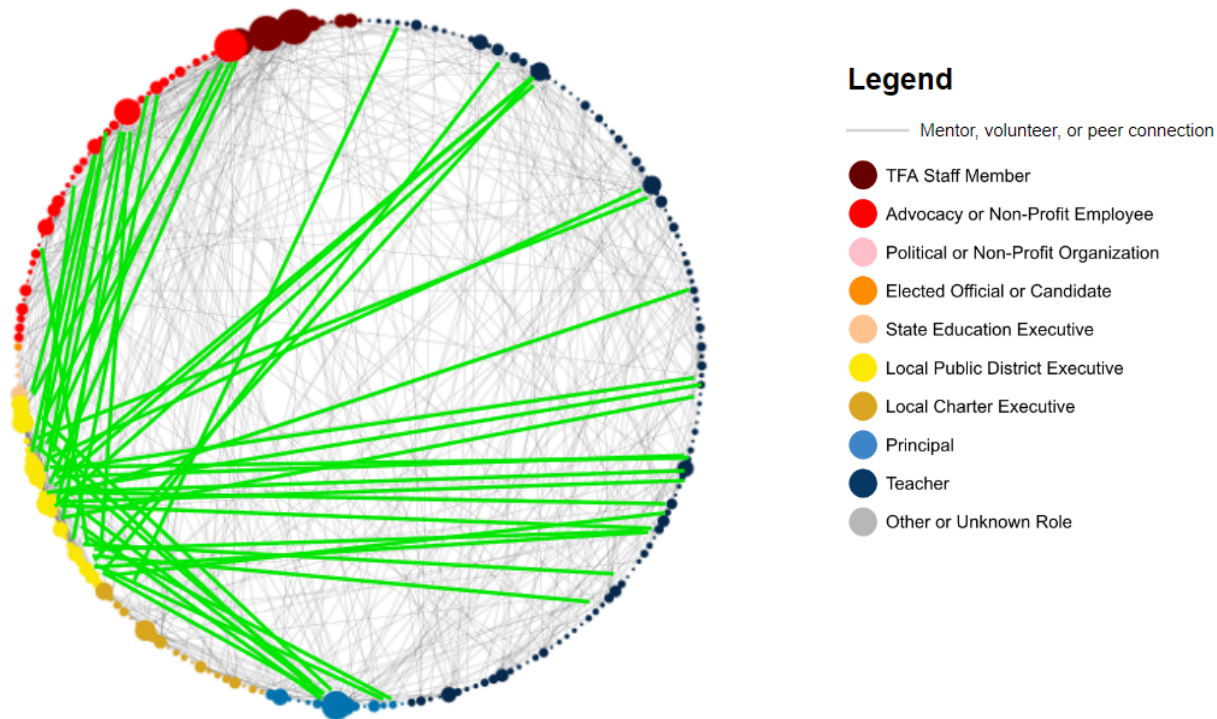 Legend
Mentor, volunteer, or peer connection
TFA Staff Member
Advocacy or Non-Profit Employee
Political or Non-Profit Organization
Elected Official or Candidate
State Education Executive
Local Public District Executive
Local Charter Executive
Principal
Teacher
Other or Unknown Role